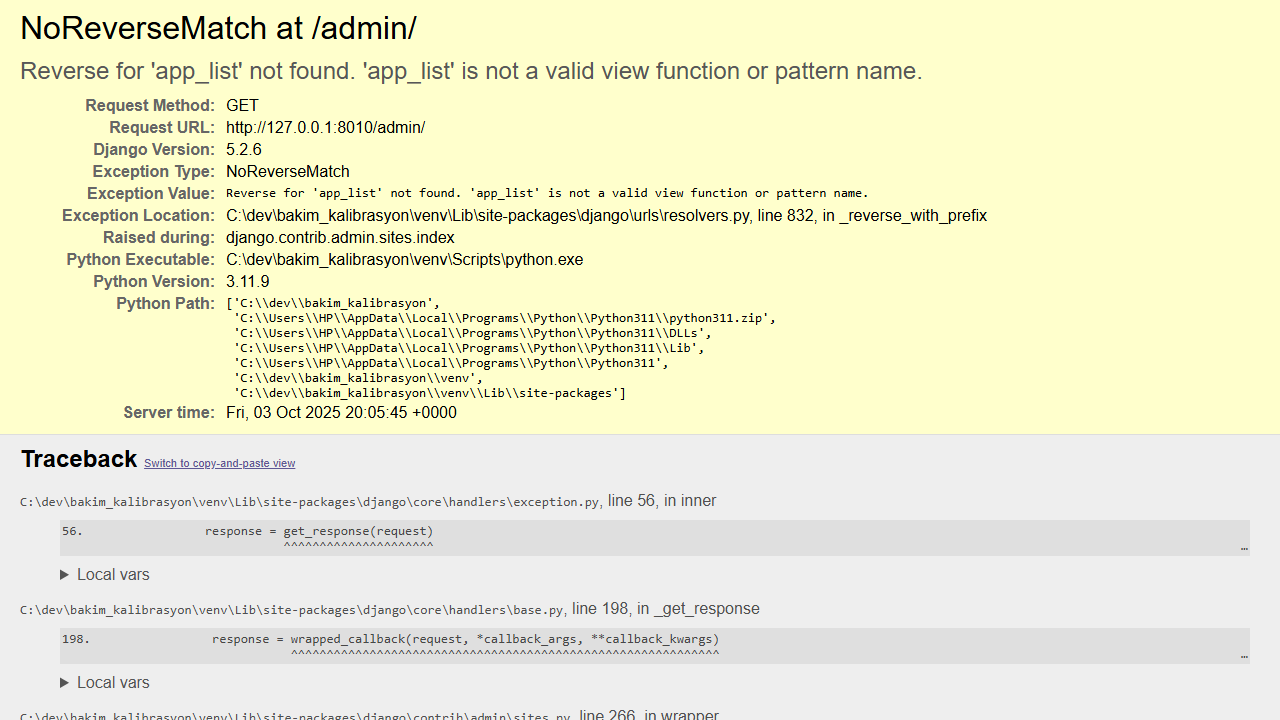 NoReverseMatch at /admin/
Reverse for 'app_list' not found. 'app_list' is not a valid view function or pattern name.
Request Method: GET
Request URL: http://127.0.0.1:8010/admin/
Django Version: 5.2.6
Exception Type: NoReverseMatch
Exception Value: Reverse for 'app_list' not found. 'app_list' is not a valid view function or pattern name.
Exception Location: C:\dev\bakim_kalibrasyon\venv\Lib\site-packages\django\urls\resolvers.py, line 832, in _reverse_with_prefix
Raised during: django.contrib.admin.sites.index
Python Executable: C:\dev\bakim_kalibrasyon\venv\Scripts\python.exe
Python Version: 3.11.9
Python Path: ['C:\\dev\\bakim_kalibrasyon',
'C:\\Users\\HP\\AppData\\Local\\Programs\\Python\\Python311\\python311.zip',
'C:\\Users\\HP\\AppData\\Local\\Programs\\Python\\Python311\\DLLs',
'C:\\Users\\HP\\AppData\\Local\\Programs\\Python\\Python311\\Lib',
'C:\\Users\\HP\\AppData\\Local\\Programs\\Python\\Python311',
'C:\\dev\\bakim_kalibrasyon\\venv',
'C:\\dev\\bakim_kalibrasyon\\venv\\Lib\\site-packages']
Server time: Fri, 03 Oct 2025 20:05:45 +0000
Traceback Switch to copy-and-paste view
C:\dev\bakim_kalibrasyon\venv\Lib\site-packages\django\core\handlers\exception.py, line 56, in inner
56. response = get_response(request)
^^^^^^^^^^^^^^^^^^^^^ …
Local vars
C:\dev\bakim_kalibrasyon\venv\Lib\site-packages\django\core\handlers\base.py, line 198, in _get_response
198. response = wrapped_callback(request, *callback_args, **callback_kwargs)
^^^^^^^^^^^^^^^^^^^^^^^^^^^^^^^^^^^^^^^^^^^^^^^^^^^^^^^^^^^^ …
Local vars
C:\dev\bakim_kalibrasyon\venv\Lib\site-packages\django\contrib\admin\sites.py, line 266, in wrapper